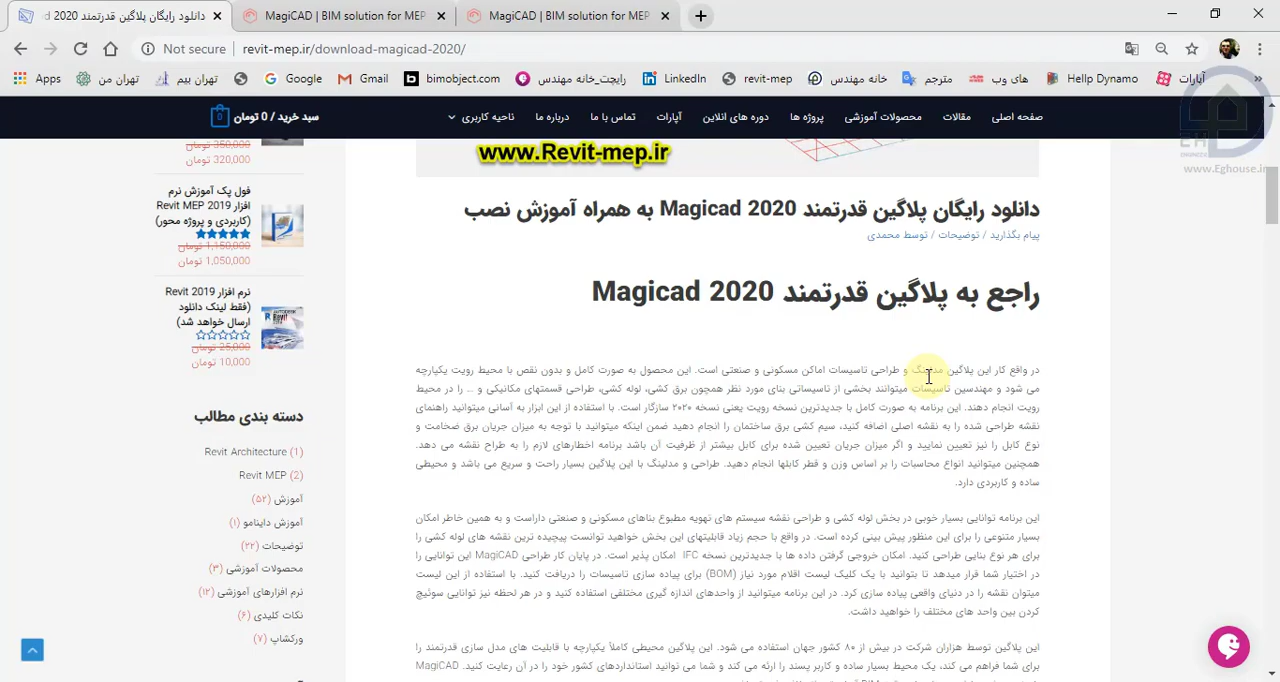 دانلود رایگان پلاگین قدرتمند 2020
MagiCAD | BIM solution for MEP
MagiCAD | BIM solution for MEP
Not secure | revit-mep.ir/download-magicad-2020/
Apps
تهران من
تهران بیم
Google
Gmail
bimobject.com
رایچت_خانه مهندس
LinkedIn
revit-mep
خانه مهندس
مترجم
های وب
Hellp Dynamo
آپارات
صفحه اصلی
مقالات
محصولات آموزشی
پروژه ها
دوره های انلاین
آپارات
تماس با ما
درباره ما
ناحیه کاربری
سبد خرید / 0 تومان
0
www.Eghouse.ir
www.Revit-mep.ir
350,000 تومان
320,000 تومان
فول پک آموزش نرم
افزار Revit MEP 2019
(کاربردی و پروژه محور)
1,150,000 تومان
1,050,000 تومان
نرم افزار Revit 2019
(فقط لینک دانلود
ارسال خواهد شد)
25,000 تومان
10,000 تومان
دسته بندی مطالب
Revit Architecture (1)
Revit MEP (2)
آموزش (۵۲)
آموزش داینامو (۱)
توضیحات (۲۲)
محصولات آموزشی (۳)
نرم افزارهای آموزشی (۱۲)
نکات کلیدی (۶)
ورکشاپ (۷)
دانلود رایگان پلاگین قدرتمند Magicad 2020 به همراه آموزش نصب
پیام بگذارید / توضیحات / توسط محمدی
راجع به پلاگین قدرتمند Magicad 2020
در واقع کار این پلاگین مدلینگ و طراحی تاسیسات اماکن مسکونی و صنعتی است. این محصول به صورت کامل و بدون نقص با محیط رویت یکپارچه
می شود و مهندسین تاسیسات میتوانند بخشی از تاسیساتی بنای مورد نظر همچون برق کشی، لوله کشی، طراحی قسمتهای مکانیکی و ... را در محیط
رویت انجام دهند. این برنامه به صورت کامل با جدیدترین نسخه رویت یعنی نسخه ۲۰۲۰ سازگار است. با استفاده از این ابزار به آسانی میتوانید راهنمای
نقشه طراحی شده را به نقشه اصلی اضافه کنید، سیم کشی برق ساختمان را انجام دهید ضمن اینکه میتوانید با توجه به میزان جریان برق ضخامت و
نوع کابل را نیز تعیین نمایید و اگر میزان جریان تعیین شده برای کابل بیشتر از ظرفیت آن باشد برنامه اخطارهای لازم را به طراح نقشه می دهد.
همچنین میتوانید انواع محاسبات را بر اساس وزن و قطر کابلها انجام دهید. طراحی و مدلینگ با این پلاگین بسیار راحت و سریع می باشد و محیطی
ساده و کاربردی دارد.
این برنامه توانایی بسیار خوبی در بخش لوله کشی و طراحی نقشه سیستم های تهویه مطبوع بناهای مسکونی و صنعتی داراست و به همین خاطر امکان
بسیار متنوعی را برای این منظور پیش بینی کرده است. در واقع با حجم زیاد قابلیتهای این بخش خواهید توانست پیچیده ترین نقشه های لوله کشی را
برای هر نوع بنایی طراحی کنید. امکان خروجی گرفتن داده ها با جدیدترین نسخه IFC امکان پذیر است. در پایان کار طراحی MagiCAD این توانایی را
در اختیار شما قرار میدهد تا بتوانید با یک کلیک لیست اقلام مورد نیاز (BOM) برای پیاده سازی تاسیسات را دریافت کنید. با استفاده از این لیست
میتوان نقشه را در دنیای واقعی پیاده سازی کرد. در این برنامه میتوانید از واحدهای اندازه گیری مختلفی استفاده کنید و در هر لحظه نیز توانایی سوئیچ
کردن بین واحد های مختلف را خواهید داشت.
این پلاگین توسط هزاران شرکت در بیش از ۸۰ کشور جهان استفاده می شود. این پلاگین محیطی کاملاً یکپارچه با قابلیت های مدل سازی قدرتمند را
برای شما فراهم می کند، یک محیط بسیار ساده و کاربر پسند را ارئه می کند و شما می توانید استانداردهای کشور خود را در آن رعایت کنید. MagiCAD